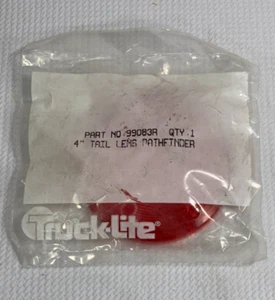 PART NO 99083R QTY 1
4" TAIL LENS PATHFINDER
Truck-Lite®